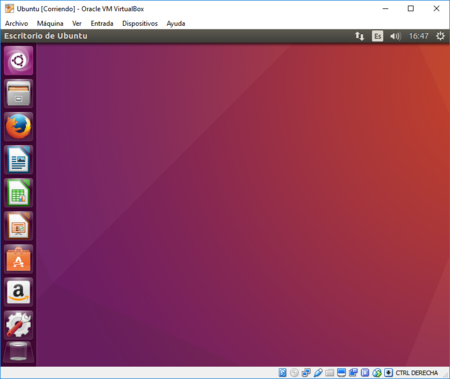 Ubuntu [Corriendo] - Oracle VM VirtualBox
Archivo Máquina Ver Entrada Dispositivos Ayuda
Escritorio de Ubuntu Es 16:47
CTRL DERECHA